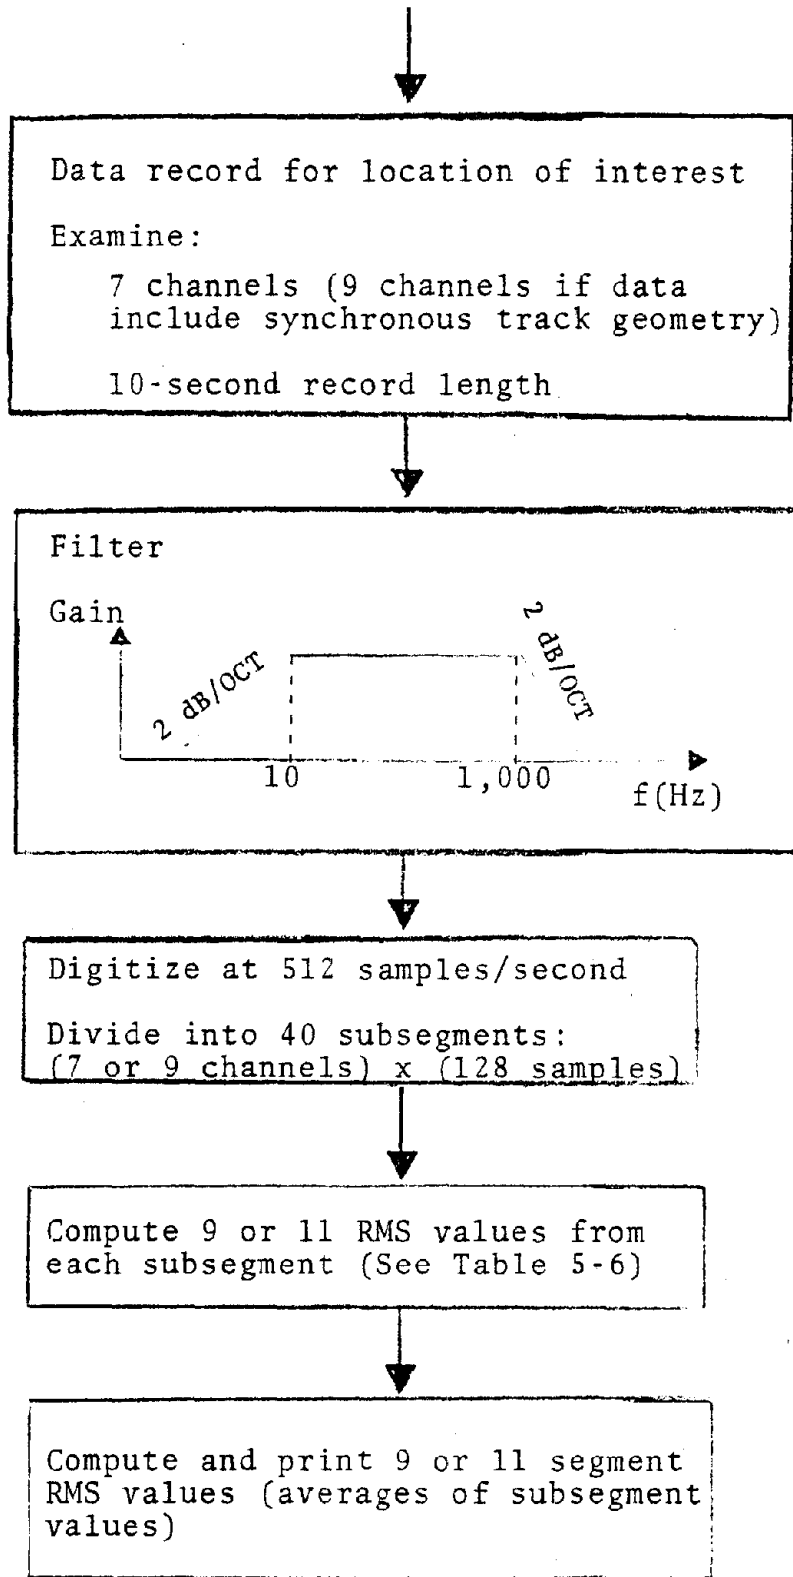 Data record for location of interest
Examine:
7 channels (9 channels if data
include synchronous track geometry)
10-second record length
Filter
Gain
2 dB/OCT
2 dB/OCT
10
1,000
f(Hz)
Digitize at 512 samples/second
Divide into 40 subsegments:
(7 or 9 channels) x (128 samples)
Compute 9 or 11 RMS values from
each subsegment (See Table 5-6)
Compute and print 9 or 11 segment
RMS values (averages of subsegment
values)